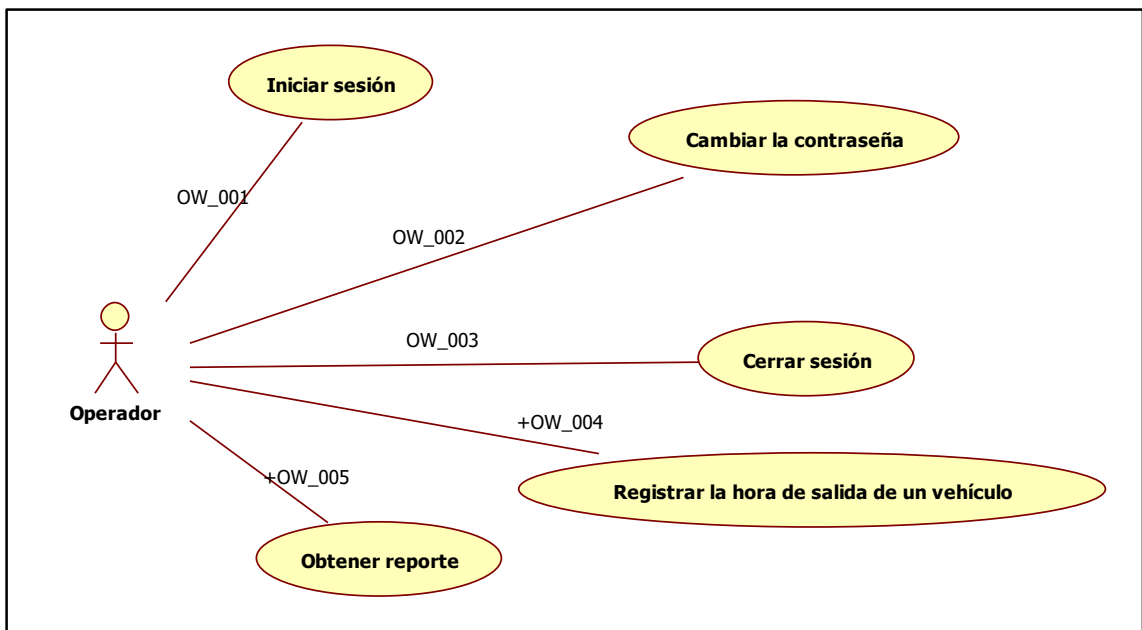 Iniciar sesión
Cambiar la contraseña
OW_001
OW_002
OW_003
Cerrar sesión
Operador
+OW_004
+OW_005
Registrar la hora de salida de un vehículo
Obtener reporte